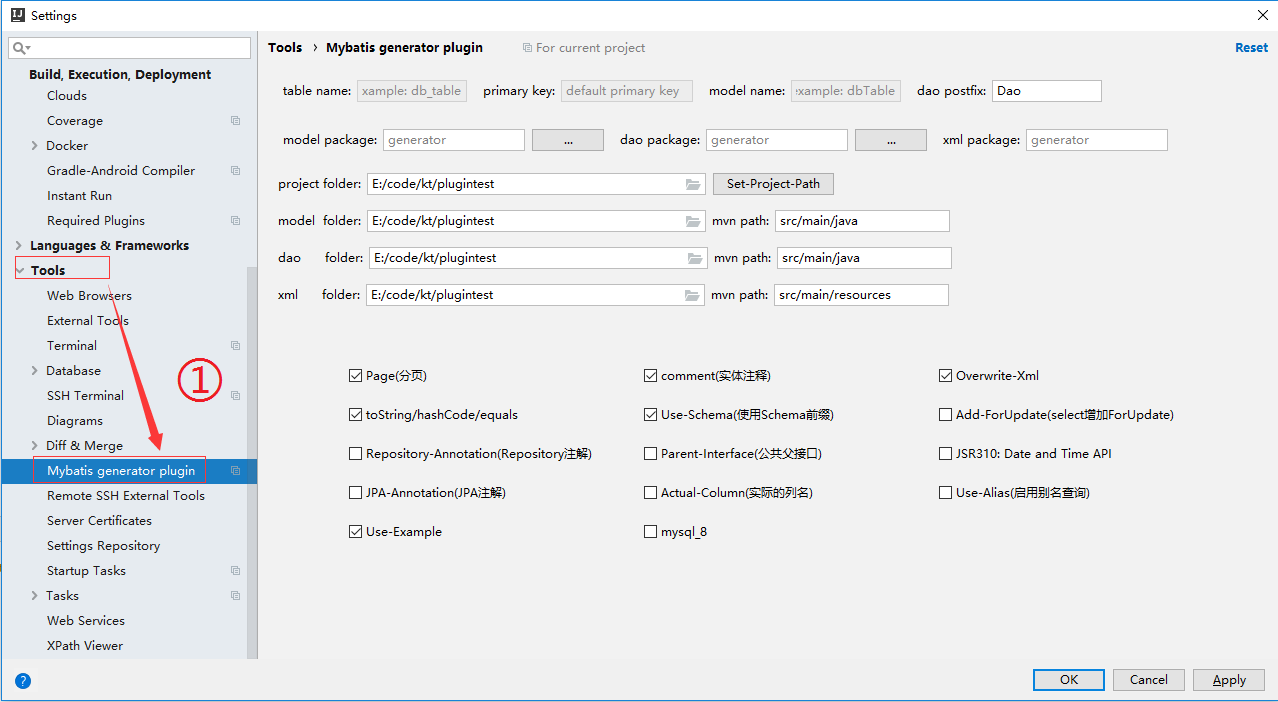 Settings
Build, Execution, Deployment
Clouds
Coverage
Docker
Gradle-Android Compiler
Instant Run
Required Plugins
Languages & Frameworks
Tools
Web Browsers
External Tools
Terminal
Database
SSH Terminal
Diagrams
Diff & Merge
Mybatis generator plugin
Remote SSH External Tools
Server Certificates
Settings Repository
Startup Tasks
Tasks
Web Services
XPath Viewer
①
Tools › Mybatis generator plugin For current project Reset
table name: xample: db_table primary key: default primary key model name: xample: dbTable dao postfix: Dao
model package: generator ... dao package: generator ... xml package: generator
project folder: E:/code/kt/plugintest Set-Project-Path
model folder: E:/code/kt/plugintest mvn path: src/main/java
dao folder: E:/code/kt/plugintest mvn path: src/main/java
xml folder: E:/code/kt/plugintest mvn path: src/main/resources
Page(分页) comment(实体注释) Overwrite-Xml
toString/hashCode/equals Use-Schema(使用Schema前缀) Add-ForUpdate(select增加ForUpdate)
Repository-Annotation(Repository注解) Parent-Interface(公共父接口) JSR310: Date and Time API
JPA-Annotation(JPA注解) Actual-Column(实际的列名) Use-Alias(启用别名查询)
Use-Example mysql_8
? OK Cancel Apply